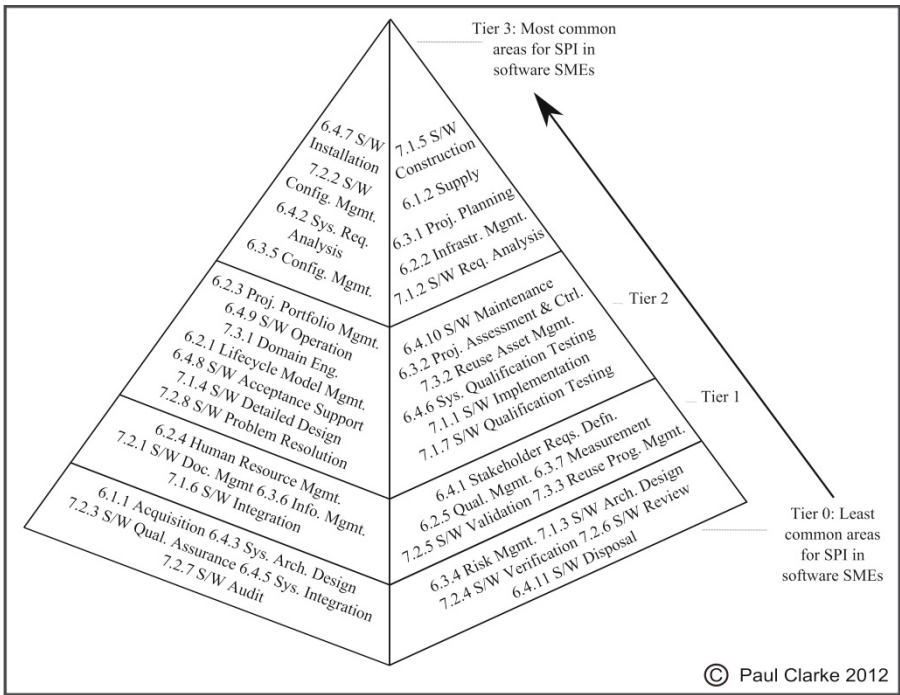 Tier 3: Most common
areas for SPI in
software SMEs
6.4.7 S/W
Installation
7.2.2 S/W
Config. Mgmt.
6.4.2 Sys. Req.
Analysis
6.3.5 Config. Mgmt.
7.1.5 S/W
Construction
6.1.2 Supply
6.3.1 Proj. Planning
6.2.2 Infrastr. Mgmt.
7.1.2 S/W Req. Analysis
Tier 2
6.2.3 Proj. Portfolio Mgmt.
6.4.9 S/W Operation
7.3.1 Domain Eng.
6.2.1 Lifecycle Model Mgmt.
6.4.8 S/W Acceptance Support
7.1.4 S/W Detailed Design
7.2.8 S/W Problem Resolution
6.4.10 S/W Maintenance
6.3.2 Proj. Assessment & Ctrl.
7.3.2 Reuse Asset Mgmt.
6.4.6 Sys. Qualification Testing
7.1.1 S/W Implementation
7.1.7 S/W Qualification Testing
Tier 1
6.2.4 Human Resource Mgmt.
7.2.1 S/W Doc. Mgmt 6.3.6 Info. Mgmt.
7.1.6 S/W Integration
6.4.1 Stakeholder Reqs. Defn.
6.2.5 Qual. Mgmt. 6.3.7 Measurement
7.2.5 S/W Validation 7.3.3 Reuse Prog. Mgmt.
Tier 0: Least
common areas
for SPI in
software SMEs
6.1.1 Acquisition 6.4.3 Sys. Arch. Design
7.2.3 S/W Qual. Assurance 6.4.5 Sys. Integration
7.2.7 S/W Audit
6.3.4 Risk Mgmt. 7.1.3 S/W Arch. Design
7.2.4 S/W Verification 7.2.6 S/W Review
6.4.11 S/W Disposal
© Paul Clarke 2012